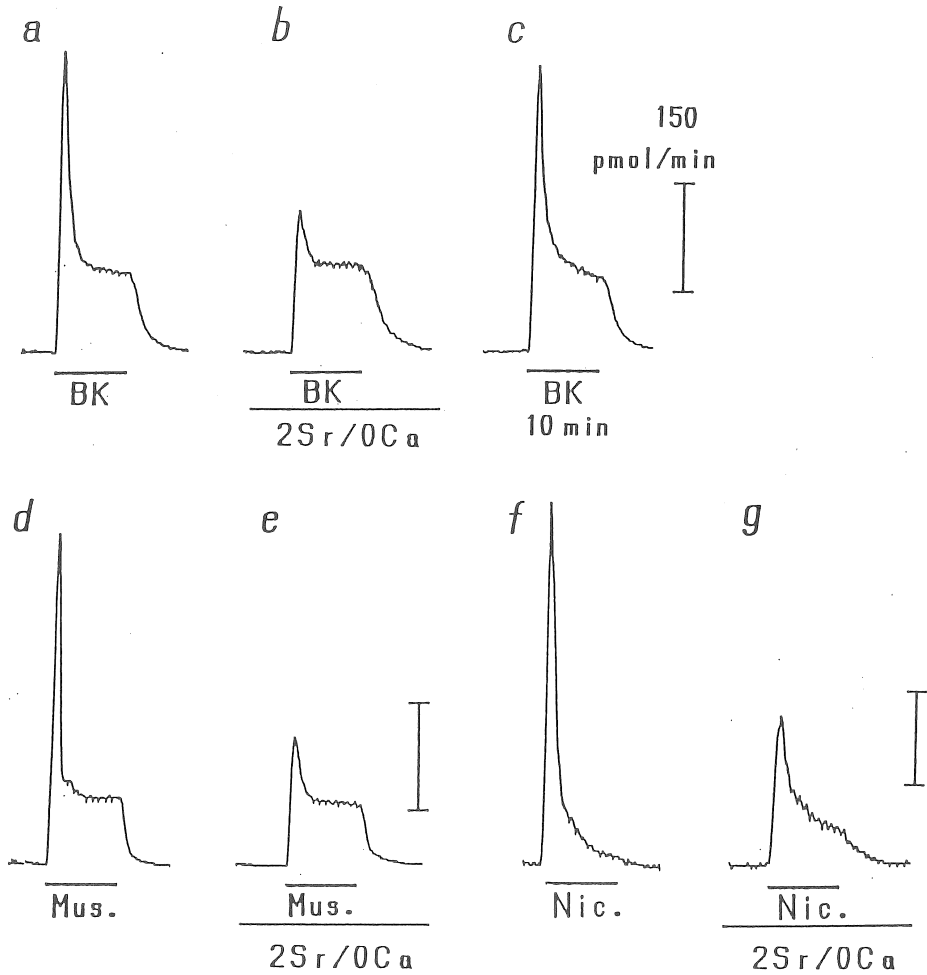 a
b
c
150
pmol/min
BK
BK
BK
2Sr/0Ca
10 min
d
e
f
g
Mus.
Mus.
Nic.
Nic.
2Sr/0Ca
2Sr/0Ca